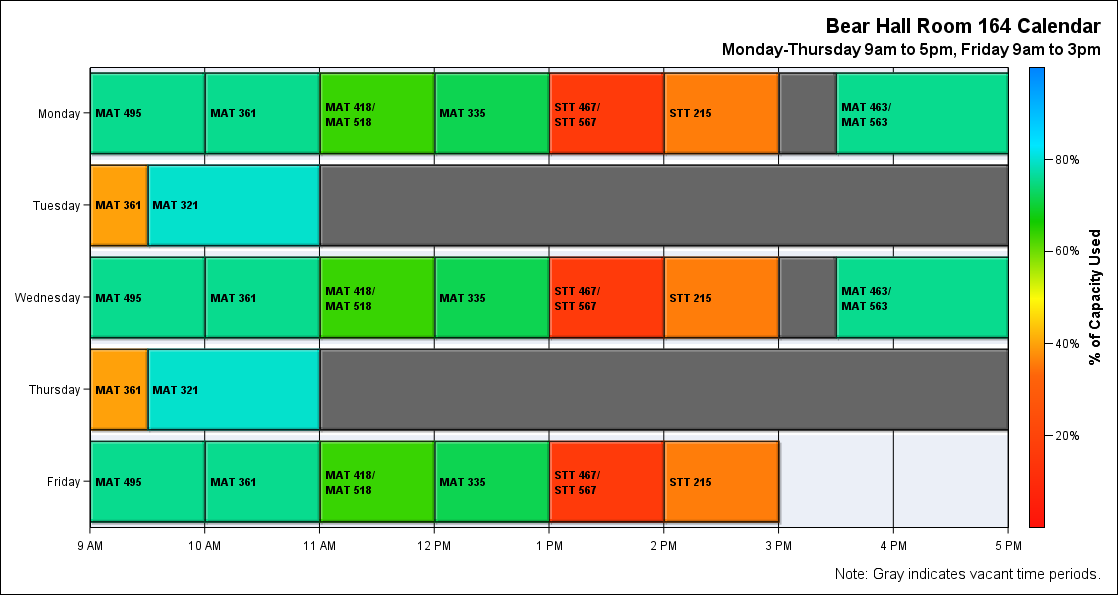 Bear Hall Room 164 Calendar
Monday-Thursday 9am to 5pm, Friday 9am to 3pm
Monday
MAT 495
MAT 361
MAT 418/
MAT 518
MAT 335
STT 467/
STT 567
STT 215
MAT 463/
MAT 563
Tuesday
MAT 361
MAT 321
Wednesday
MAT 495
MAT 361
MAT 418/
MAT 518
MAT 335
STT 467/
STT 567
STT 215
MAT 463/
MAT 563
Thursday
MAT 361
MAT 321
Friday
MAT 495
MAT 361
MAT 418/
MAT 518
MAT 335
STT 467/
STT 567
STT 215
9 AM
10 AM
11 AM
12 PM
1 PM
2 PM
3 PM
4 PM
5 PM
80%
60%
40%
20%
% of Capacity Used
Note: Gray indicates vacant time periods.